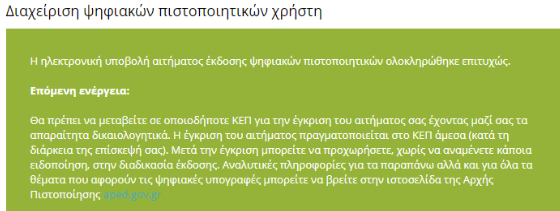 Διαχείριση ψηφιακών πιστοποιητικών χρήστη
Η ηλεκτρονική υποβολή αιτήματος έκδοσης ψηφιακών πιστοποιητικών ολοκληρώθηκε επιτυχώς.
Επόμενη ενέργεια:
Θα πρέπει να μεταβείτε σε οποιοδήποτε ΚΕΠ για την έγκριση του αιτήματος σας έχοντας μαζί σας τα
απαραίτητα δικαιολογητικά. Η έγκριση του αιτήματος πραγματοποιείται στο ΚΕΠ άμεσα (κατά τη
διάρκεια της επίσκεψή σας). Μετά την έγκριση μπορείτε να προχωρήσετε, χωρίς να αναμένετε κάποια
ειδοποίηση, στην διαδικασία έκδοσης. Αναλυτικές πληροφορίες για τα παραπάνω αλλά και για όλα τα
θέματα που αφορούν τις ψηφιακές υπογραφές μπορείτε να βρείτε στην ιστοσελίδα της Αρχής
Πιστοποίησης aped.gov.gr